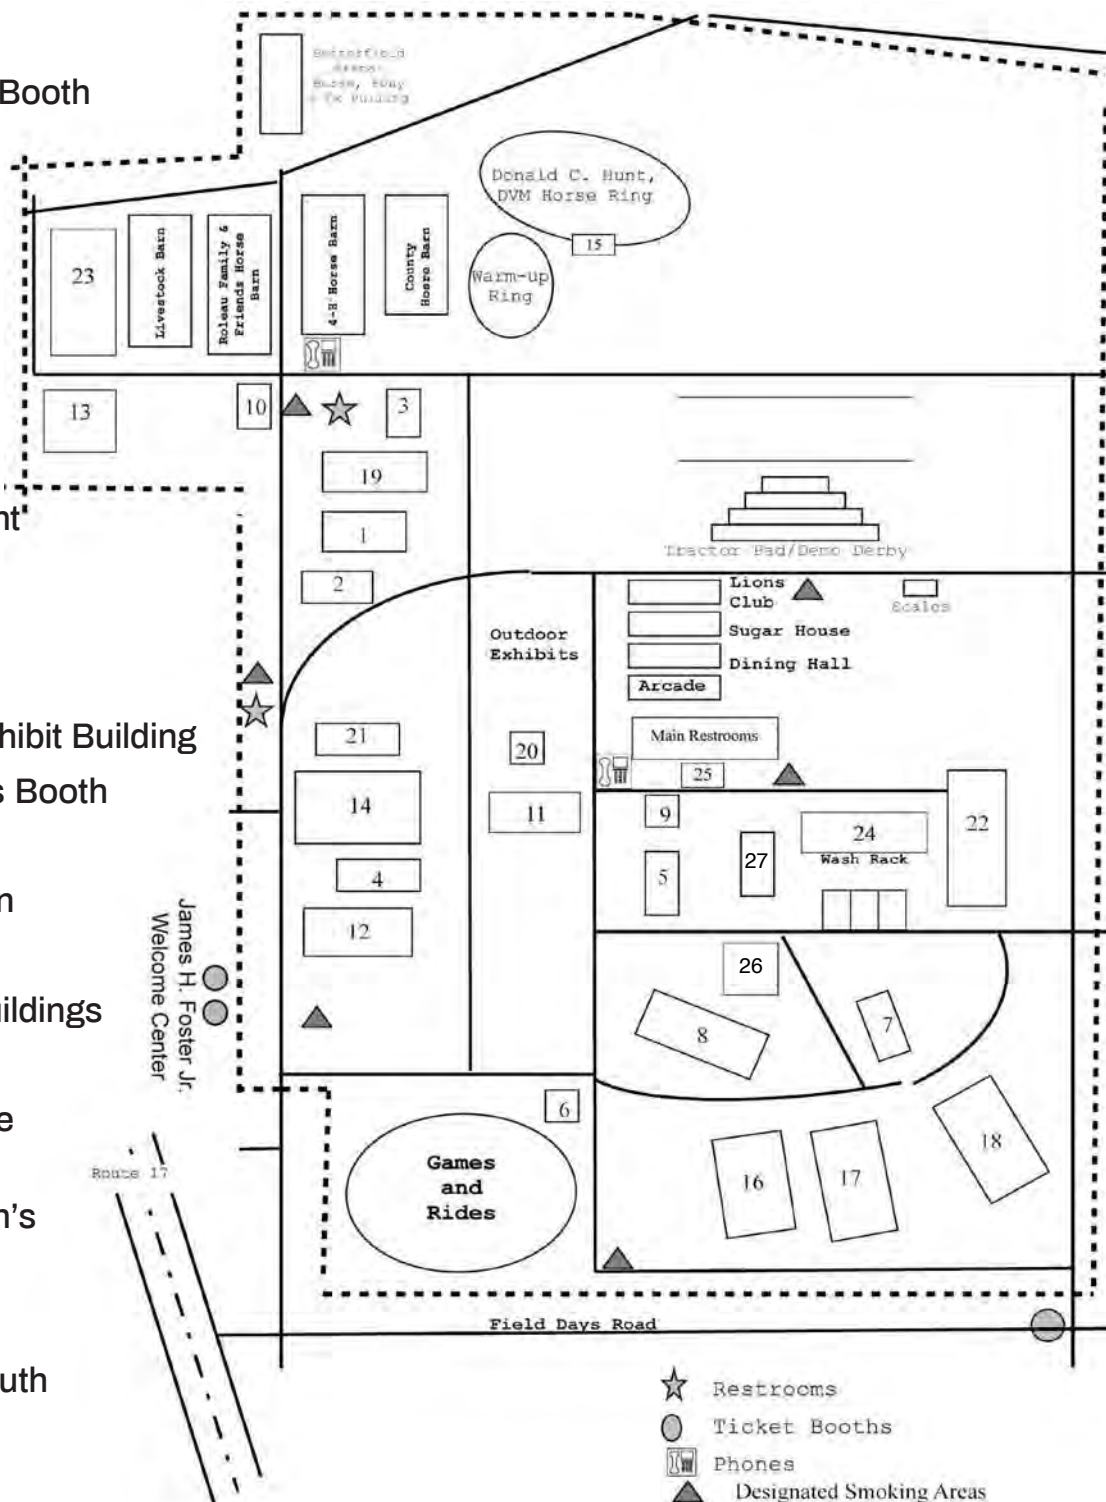 Booth
nt
hibit Building
s Booth
n
uildings
e
n's
uth
Horse, Pony
Donald C. Hunt,
DVM Horse Ring
15
Warm-up
Ring
23
Livestock Barn
Roleau Family &
Friends Horse
Barn
4-H Horse Barn
County
Horse Barn
13
10
3
19
1
2
Tractor Pad/Demo Derby
Lions
Club
Scales
Sugar House
Dining Hall
Arcade
Outdoor
Exhibits
Main Restrooms
21
20
25
14
11
9
24
22
Wash Rack
27
5
4
12
James H. Foster Jr.
Welcome Center
26
8
7
6
Games
and
Rides
16
17
18
Route 17
Field Days Road
Restrooms
Ticket Booths
Phones
Designated Smoking Areas